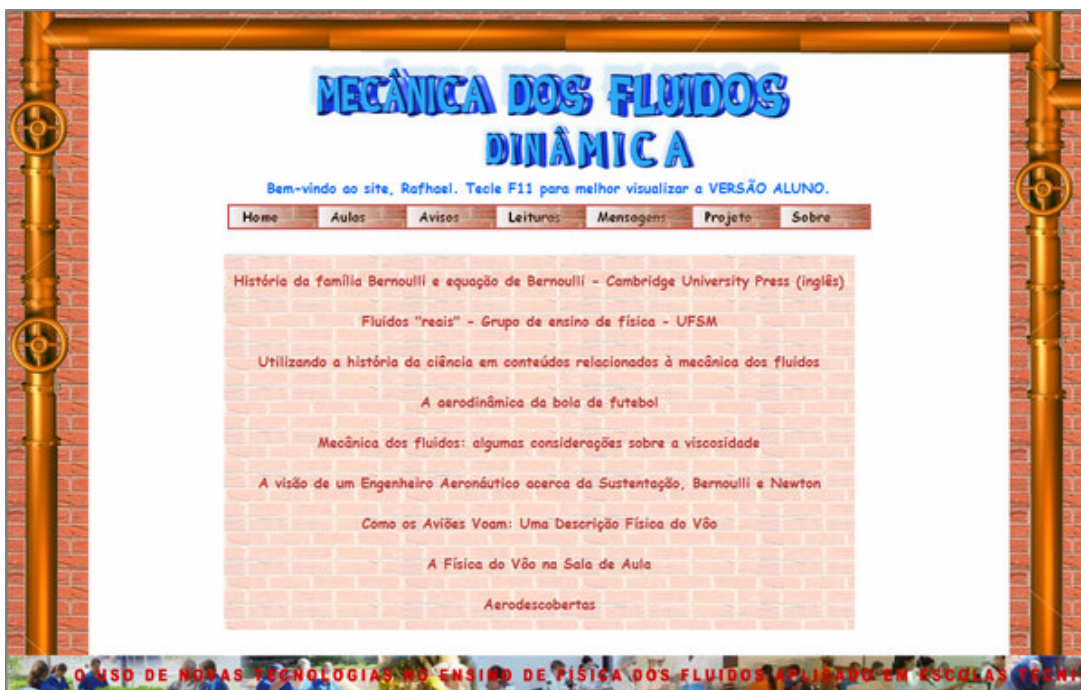 MECÂNICA DOS FLUIDOS
DINÂMICA
Bem-vindo ao site, Rafhael. Tecle F11 para melhor visualizar a VERSÃO ALUNO.
Home Aulas Avisos Leituras Mensagens Projeto Sobre
História da família Bernoulli e equação de Bernoulli - Cambridge University Press (inglês)
Fluidos "reais" - Grupo de ensino de física - UFSM
Utilizando a história da ciência em conteúdos relacionados à mecânica dos fluidos
A aerodinâmica da bola de futebol
Mecânica dos fluidos: algumas considerações sobre a viscosidade
A visão de um Engenheiro Aeronáutico acerca da Sustentação, Bernoulli e Newton
Como os Aviões Voam: Uma Descrição Física do Vôo
A Física do Vôo na Sala de Aula
Aerodescobertas
O USO DE NOVAS TECNOLOGIAS NO ENSINO DE FÍSICA DOS FLUIDOS APLICADO EM ESCOLAS TÉCNI